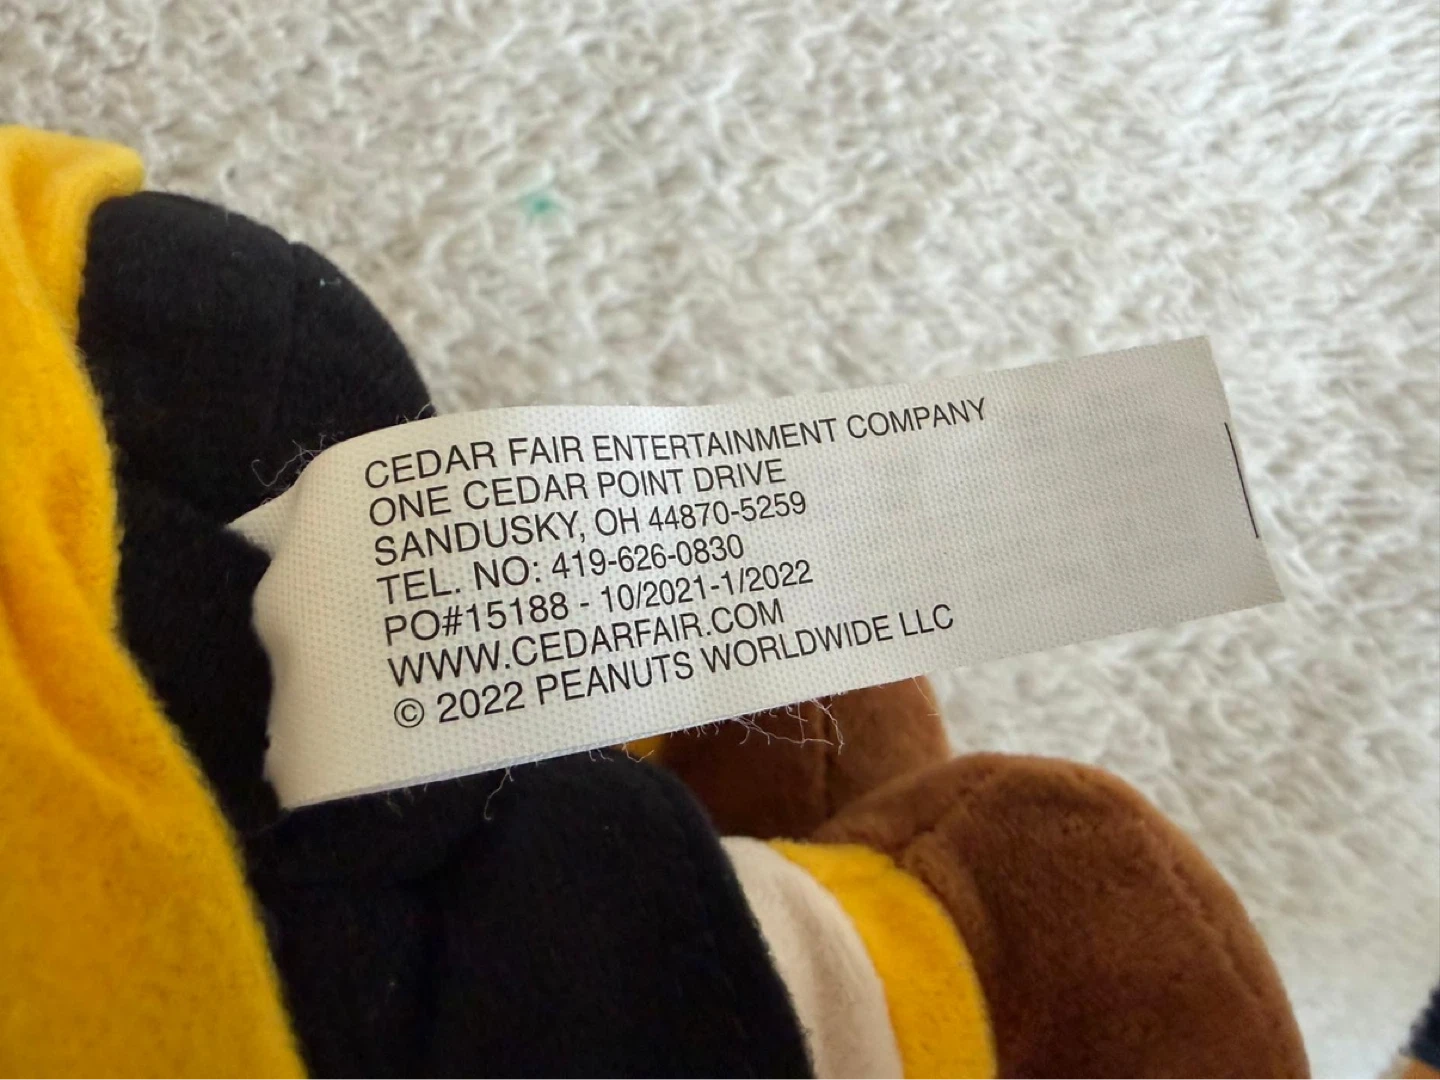 CEDAR FAIR ENTERTAINMENT COMPANY
ONE CEDAR POINT DRIVE
SANDUSKY, OH 44870-5259
TEL. NO: 419-626-0830
PO#15188 - 10/2021-1/2022
WWW.CEDARFAIR.COM
© 2022 PEANUTS WORLDWIDE LLC